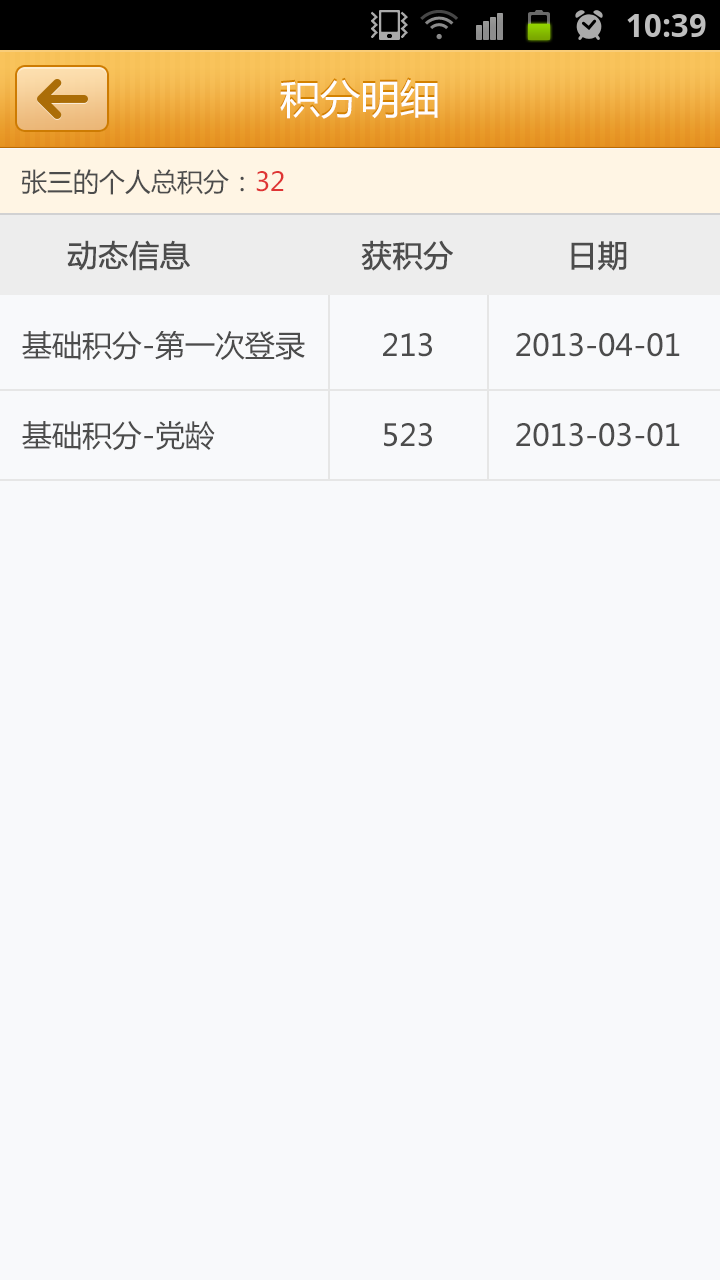 10:39
积分明细
张三的个人总积分：32
动态信息 获积分 日期
基础积分-第一次登录 213 2013-04-01
基础积分-党龄 523 2013-03-01